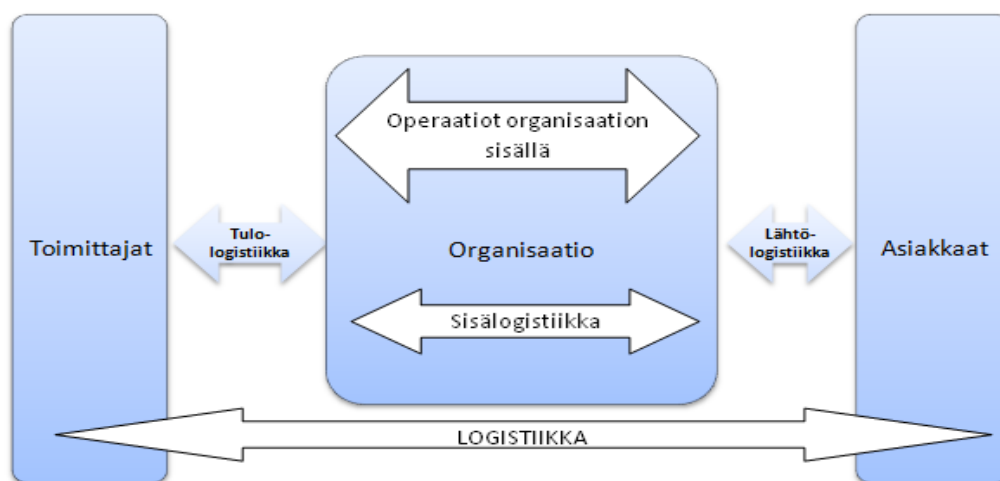 Operaatiot organisaation
sisällä
Toimittajat
Tulo-
logistiikka
Organisaatio
Lähtö-
logistiikka
Asiakkaat
Sisälogistiikka
LOGISTIIKKA